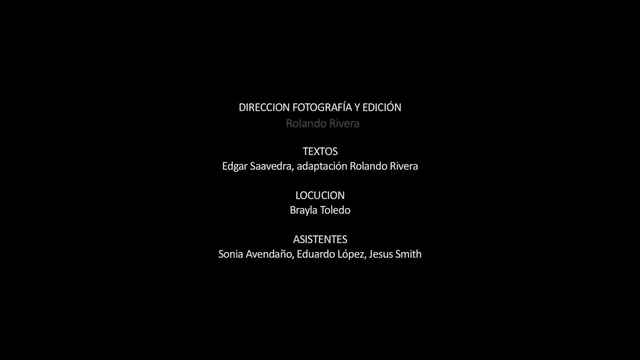 DIRECCION FOTOGRAFÍA Y EDICIÓN
Rolando Rivera
TEXTOS
Edgar Saavedra, adaptación Rolando Rivera
LOCUCION
Brayla Toledo
ASISTENTES
Sonia Avendaño, Eduardo López, Jesus Smith